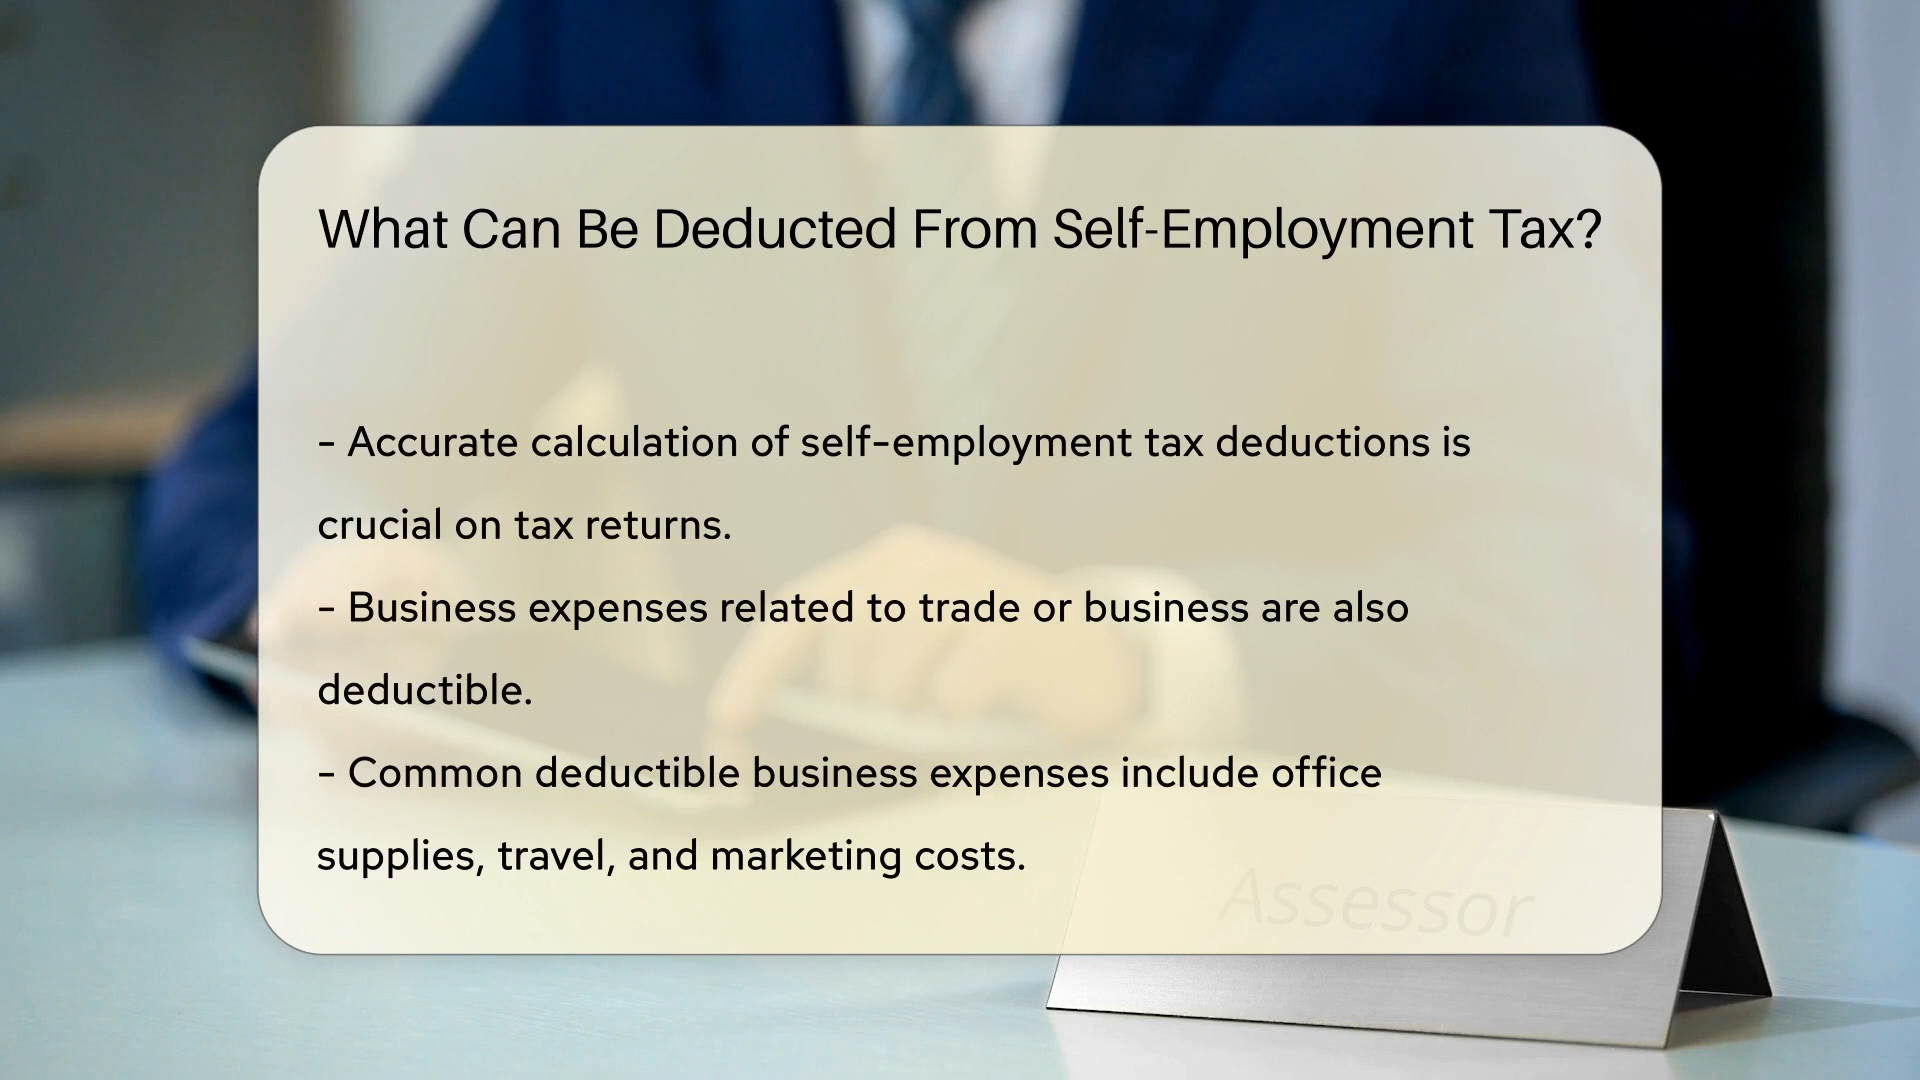 What Can Be Deducted From Self-Employment Tax?
- Accurate calculation of self-employment tax deductions is
crucial on tax returns.
- Business expenses related to trade or business are also
deductible.
- Common deductible business expenses include office
supplies, travel, and marketing costs.
Assessor